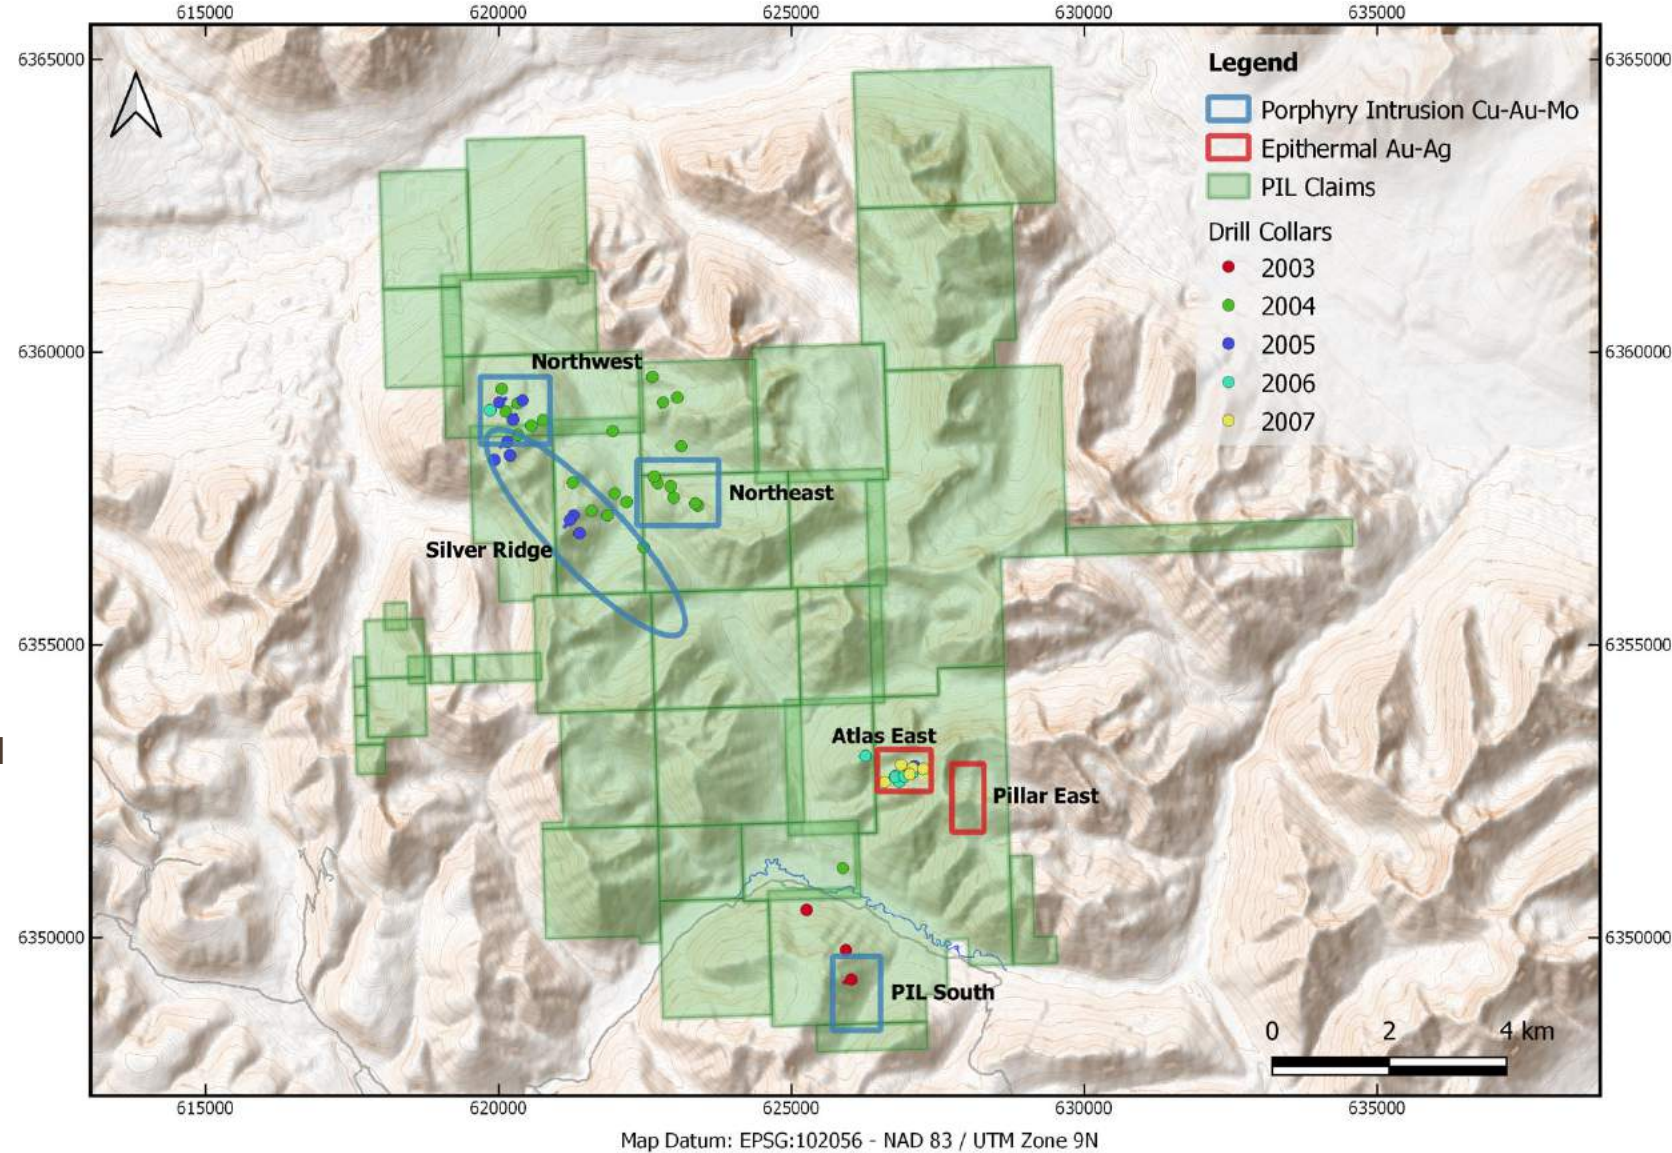 615000 620000 625000 630000 635000
6365000 6365000
Legend
Porphyry Intrusion Cu-Au-Mo
Epithermal Au-Ag
PIL Claims
Drill Collars
2003
2004
2005
2006
2007
6360000 6360000
Northwest
Northeast
Silver Ridge
6355000 6355000
Atlas East
Pillar East
6350000 6350000
PIL South
0 2 4 km
615000 620000 625000 630000 635000
Map Datum: EPSG:102056 - NAD 83 / UTM Zone 9N